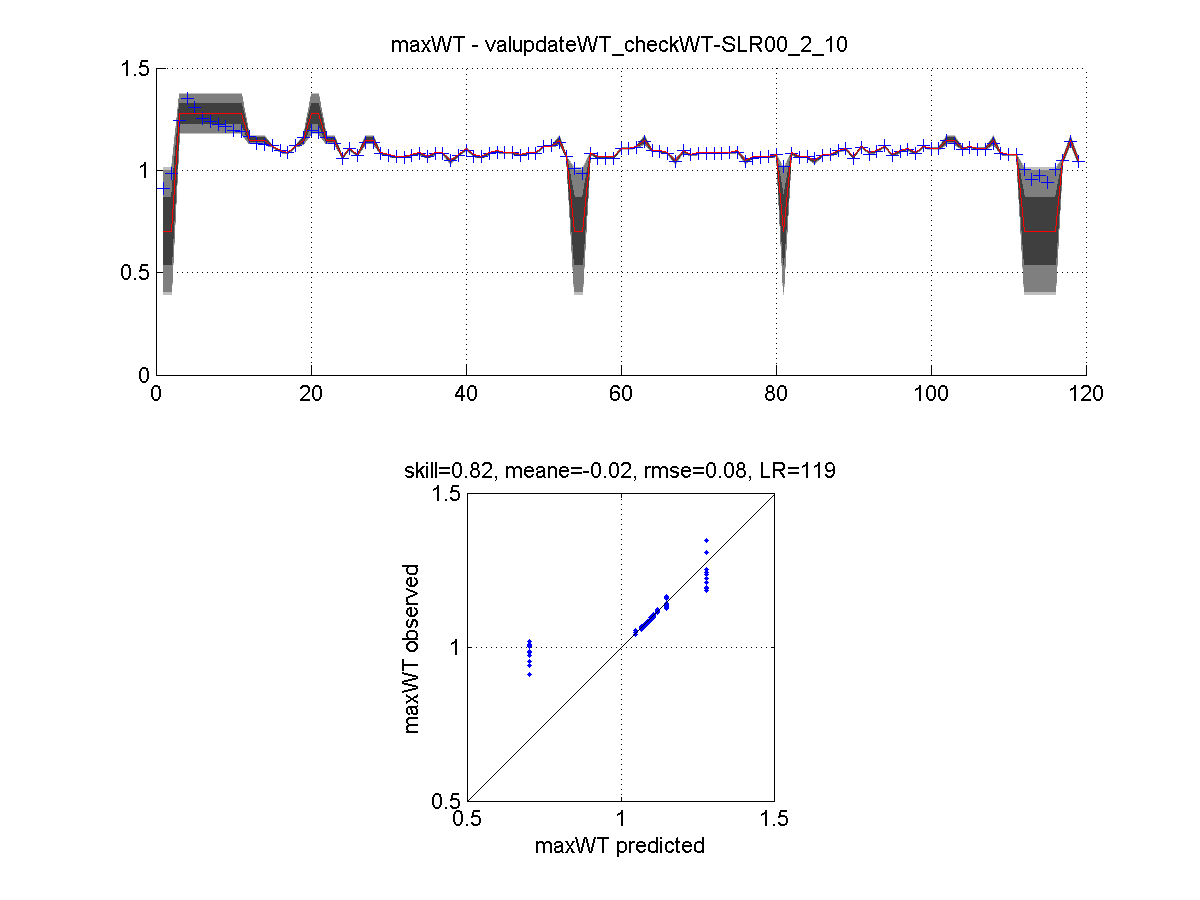 maxWT - valupdateWT_checkWT-SLR00_2_10
1.5
1
0.5
0
0 20 40 60 80 100 120
skill=0.82, meane=-0.02, rmse=0.08, LR=119
1.5
1
0.5
maxWT observed
0.5 1 1.5
maxWT predicted